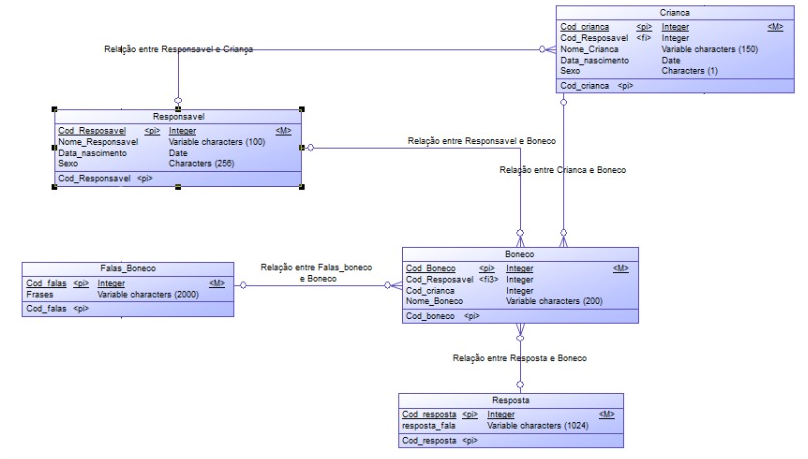 Crianca
Cod_crianca <pi> Integer <M>
Cod_Resposavel <fi> Integer
Nome_Crianca Variable characters (150)
Data_nascimento Date
Sexo Characters (1)
Cod_crianca <pi>
Relação entre Responsavel e Criança
Responsavel
Cod_Resposavel <pi> Integer <M>
Nome_Responsavel Variable characters (100)
Data_nascimento Date
Sexo Characters (256)
Cod_Responsavel <pi>
Relação entre Responsavel e Boneco
Relação entre Crianca e Boneco
Falas_Boneco
Cod_falas <pi> Integer <M>
Frases Variable characters (2000)
Cod_falas <pi>
Relação entre Falas_boneco
e Boneco
Boneco
Cod_Boneco <pi> Integer <M>
Cod_Resposavel <fi3> Integer
Cod_crianca Integer
Nome_Boneco Variable characters (200)
Cod_boneco <pi>
Relação entre Resposta e Boneco
Resposta
Cod_resposta <pi> Integer <M>
resposta_fala Variable characters (1024)
Cod_resposta <pi>